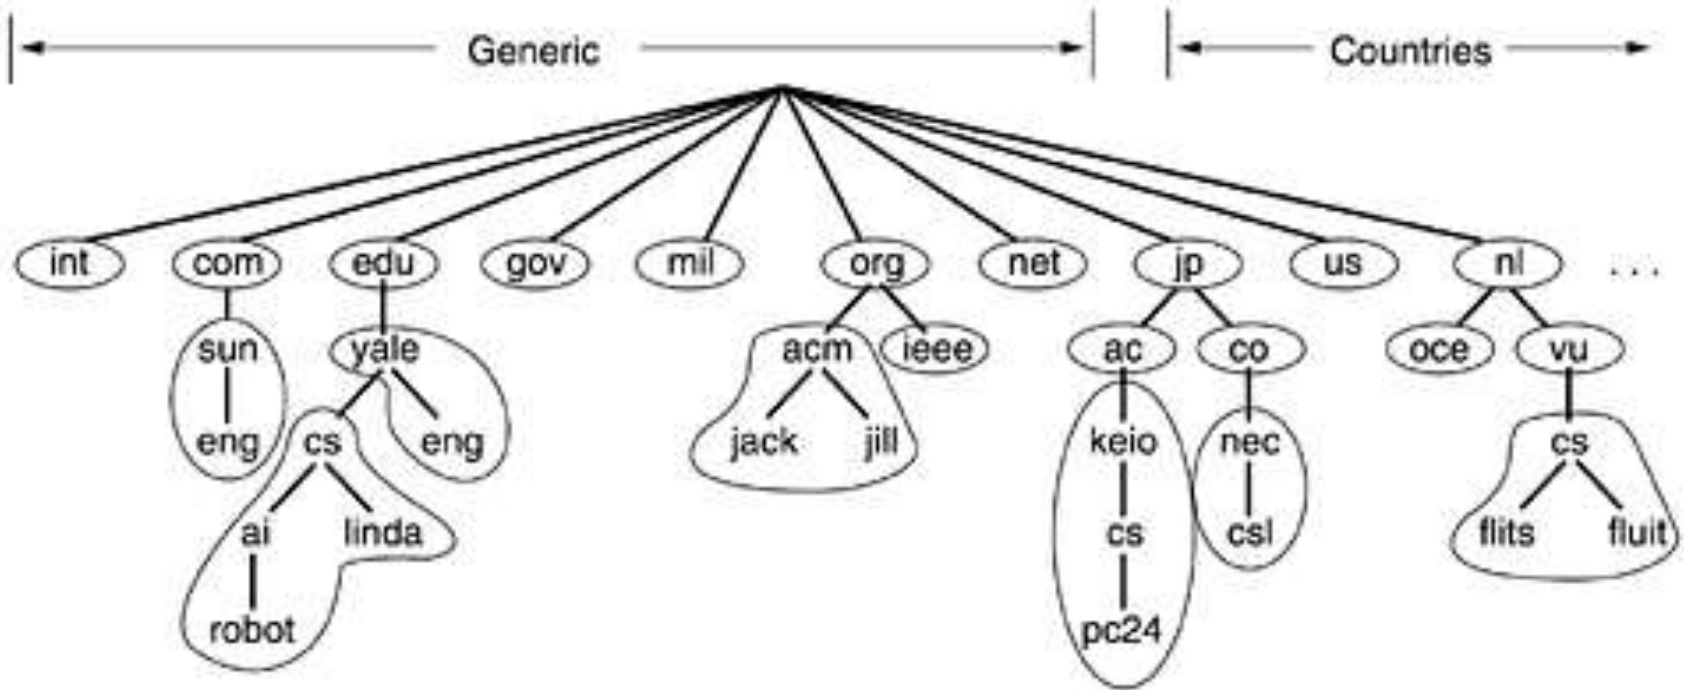 Generic Countries
int com edu gov mil org net jp us nl ...
sun yale acm ieee ac co oce vu
eng cs eng jack jill keio nec cs
ai linda cs csl flits fluit
robot pc24